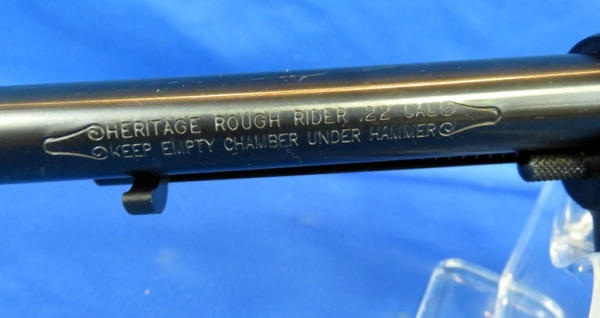 HERITAGE ROUGH RIDER .22 CAL
KEEP EMPTY CHAMBER UNDER HAMMER